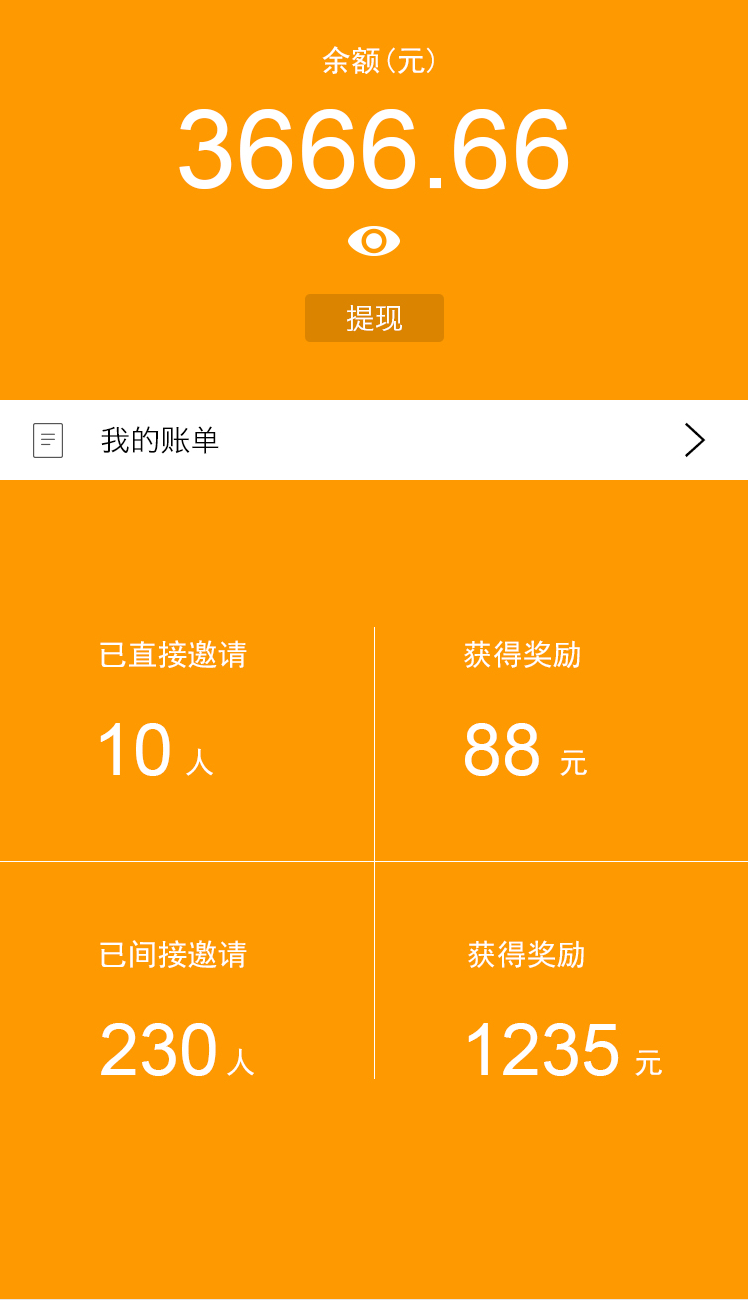 余额(元)
3666.66
提现
我的账单
已直接邀请
获得奖励
10 人
88 元
已间接邀请
获得奖励
230 人
1235 元